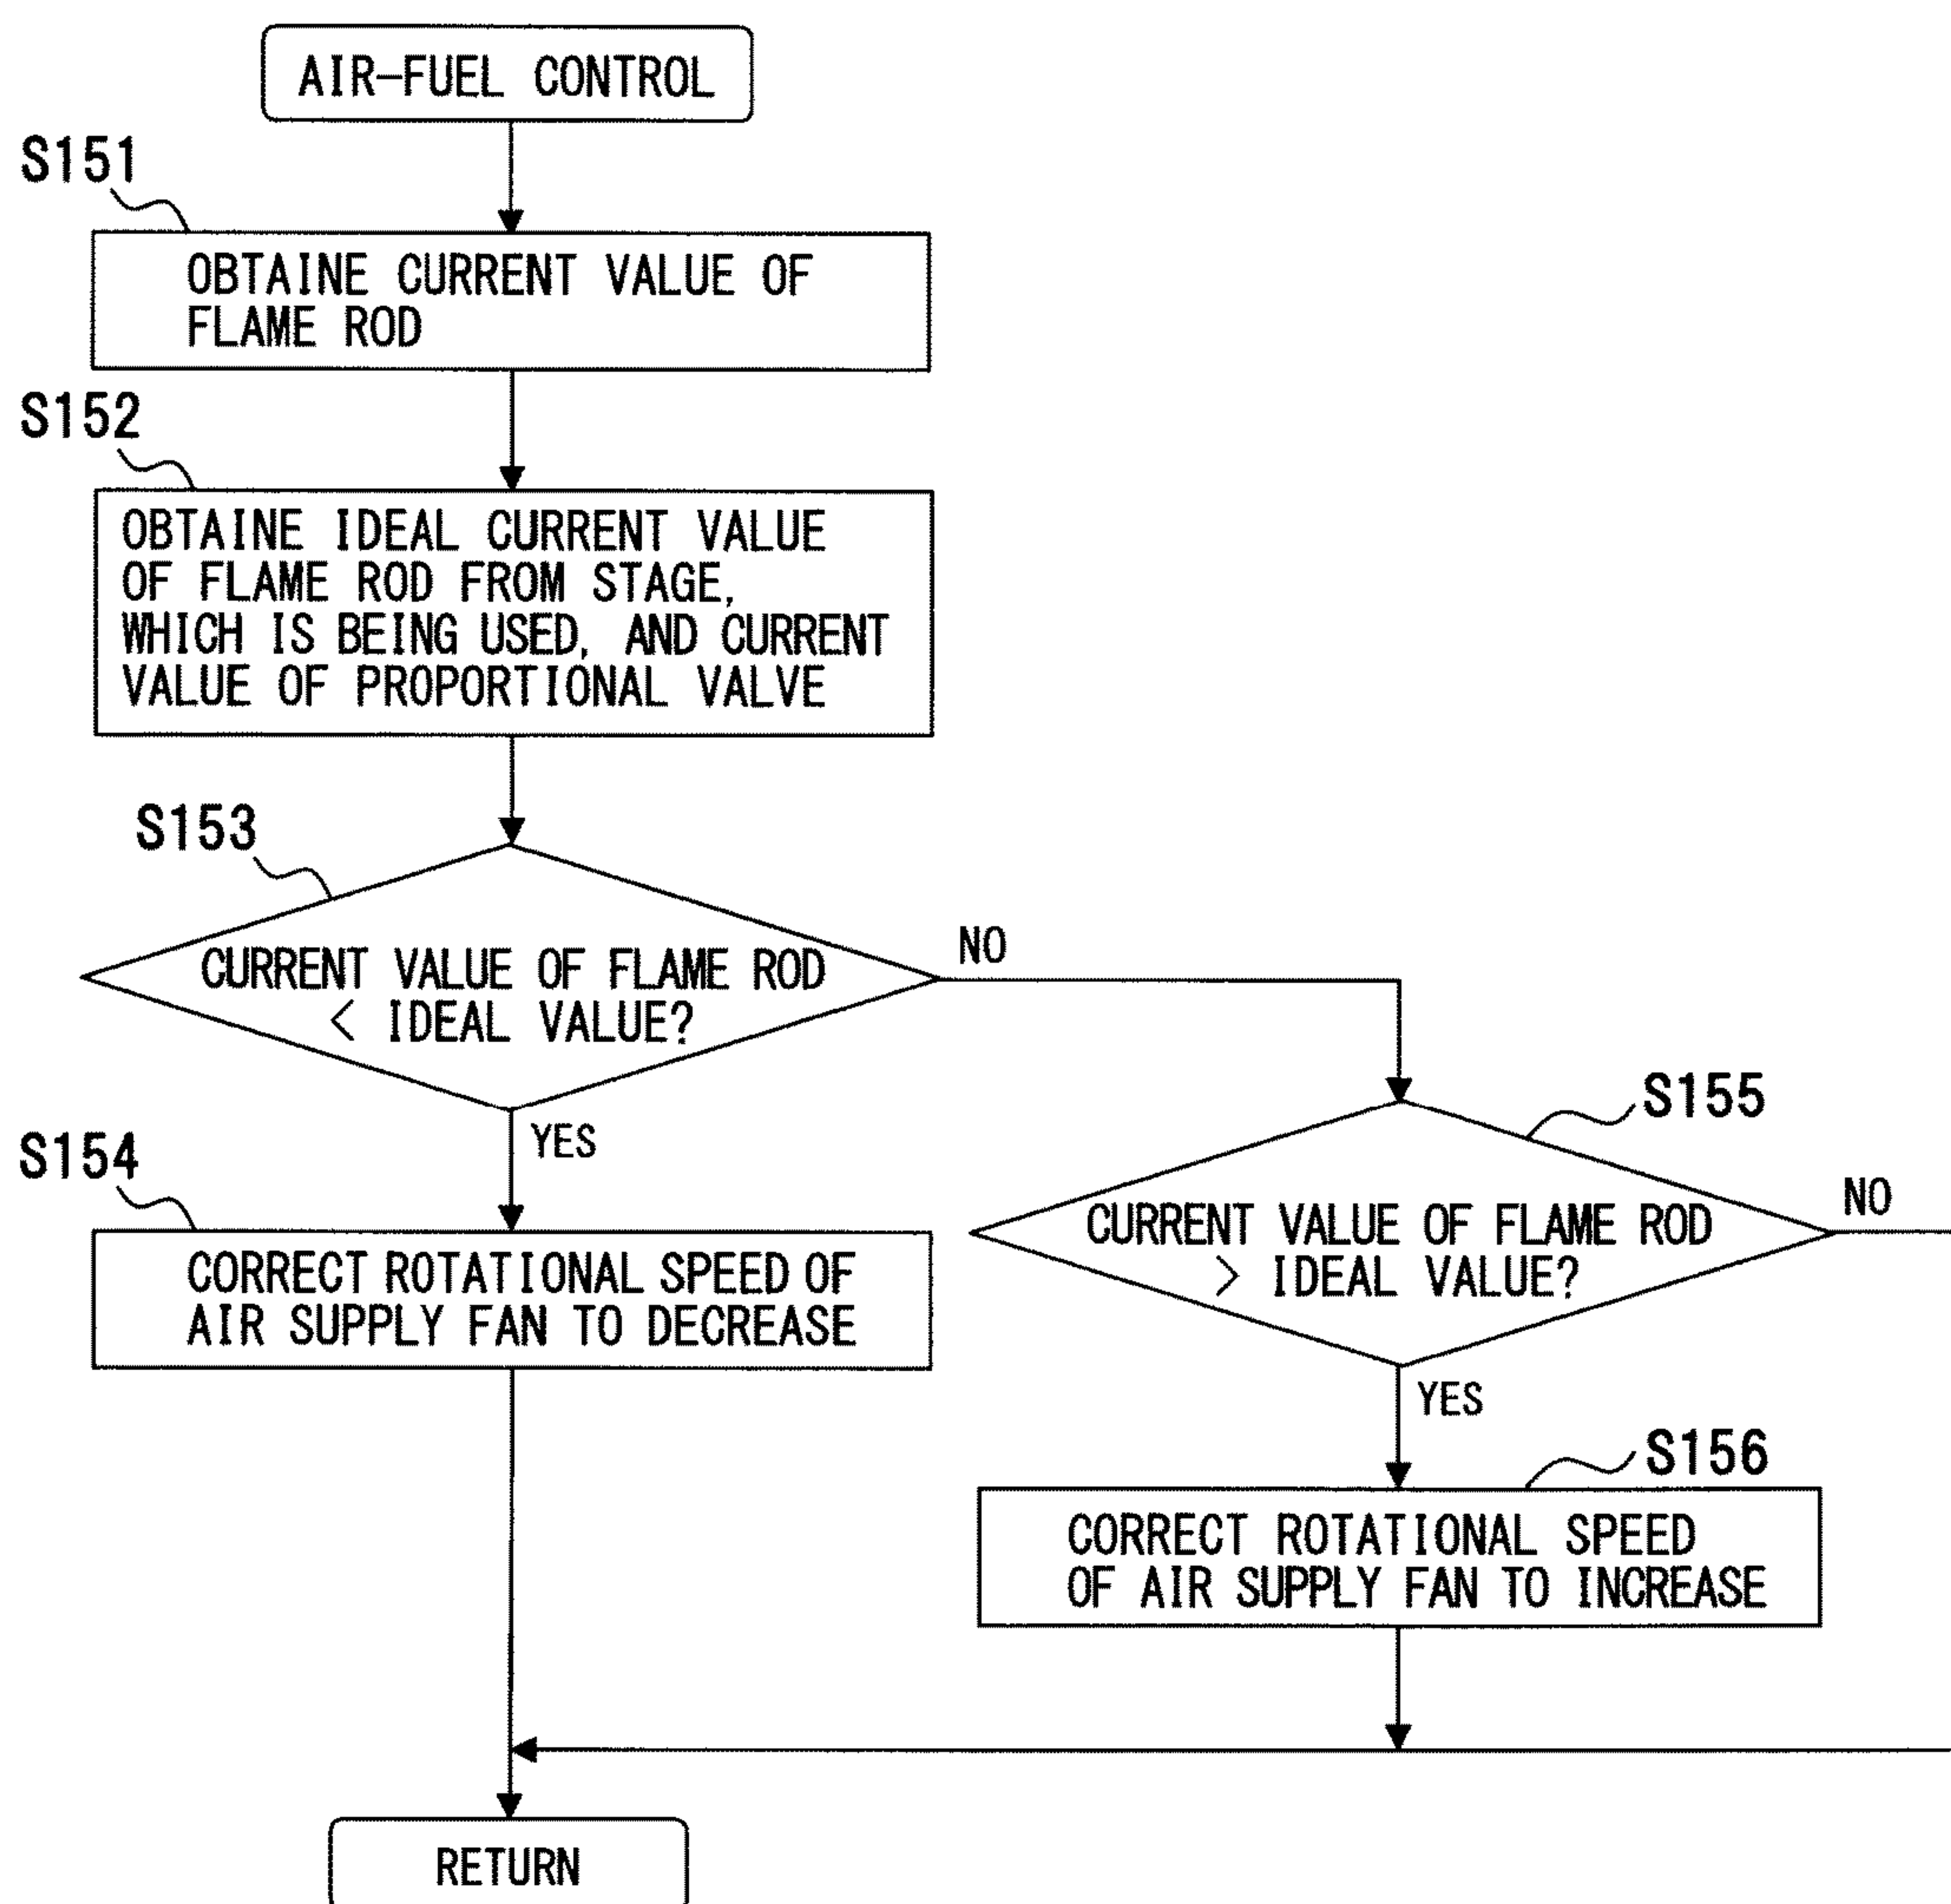 AIR-FUEL CONTROL
S151
OBTAINE CURRENT VALUE OF
FLAME ROD
S152
OBTAINE IDEAL CURRENT VALUE
OF FLAME ROD FROM STAGE,
WHICH IS BEING USED, AND CURRENT
VALUE OF PROPORTIONAL VALVE
S153
CURRENT VALUE OF FLAME ROD
< IDEAL VALUE?
NO
YES
S154
CORRECT ROTATIONAL SPEED OF
AIR SUPPLY FAN TO DECREASE
S155
CURRENT VALUE OF FLAME ROD
> IDEAL VALUE?
NO
YES
S156
CORRECT ROTATIONAL SPEED
OF AIR SUPPLY FAN TO INCREASE
RETURN